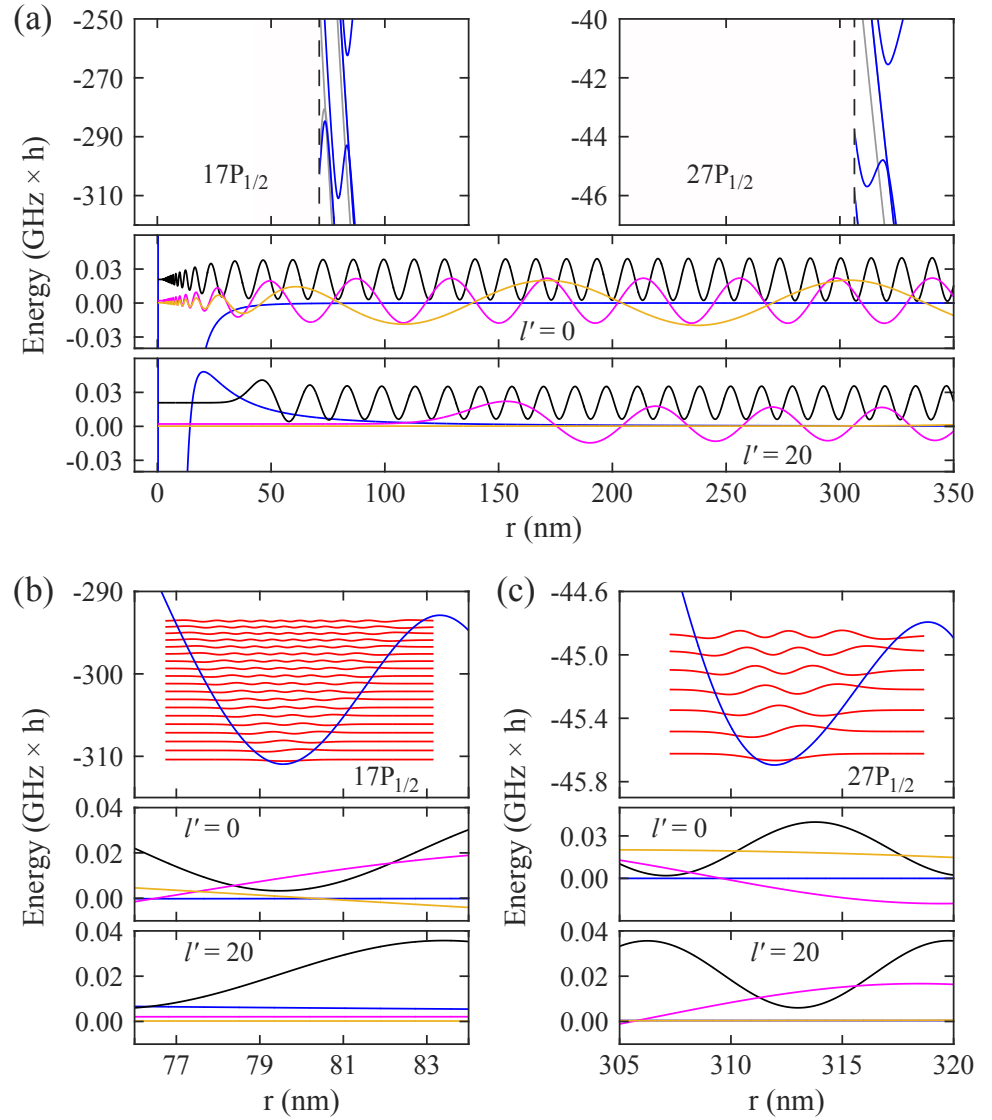 (a)
-250
-270
-290
-310
17P1/2
-40
-42
-44
-46
27P1/2
Energy (GHz × h)
0.03
0.00
-0.03
l′ = 0
0.03
0.00
-0.03
l′ = 20
0 50 100 150 200 250 300 350
r (nm)
(b)
-290
-300
-310
17P1/2
Energy (GHz × h)
0.04
0.02
0.00
l′ = 0
0.04
0.02
0.00
l′ = 20
77 79 81 83
r (nm)
(c)
-44.6
-45.0
-45.4
-45.8
27P1/2
Energy (GHz × h)
0.03
0.00
l′ = 0
0.04
0.02
0.00
l′ = 20
305 310 315 320
r (nm)